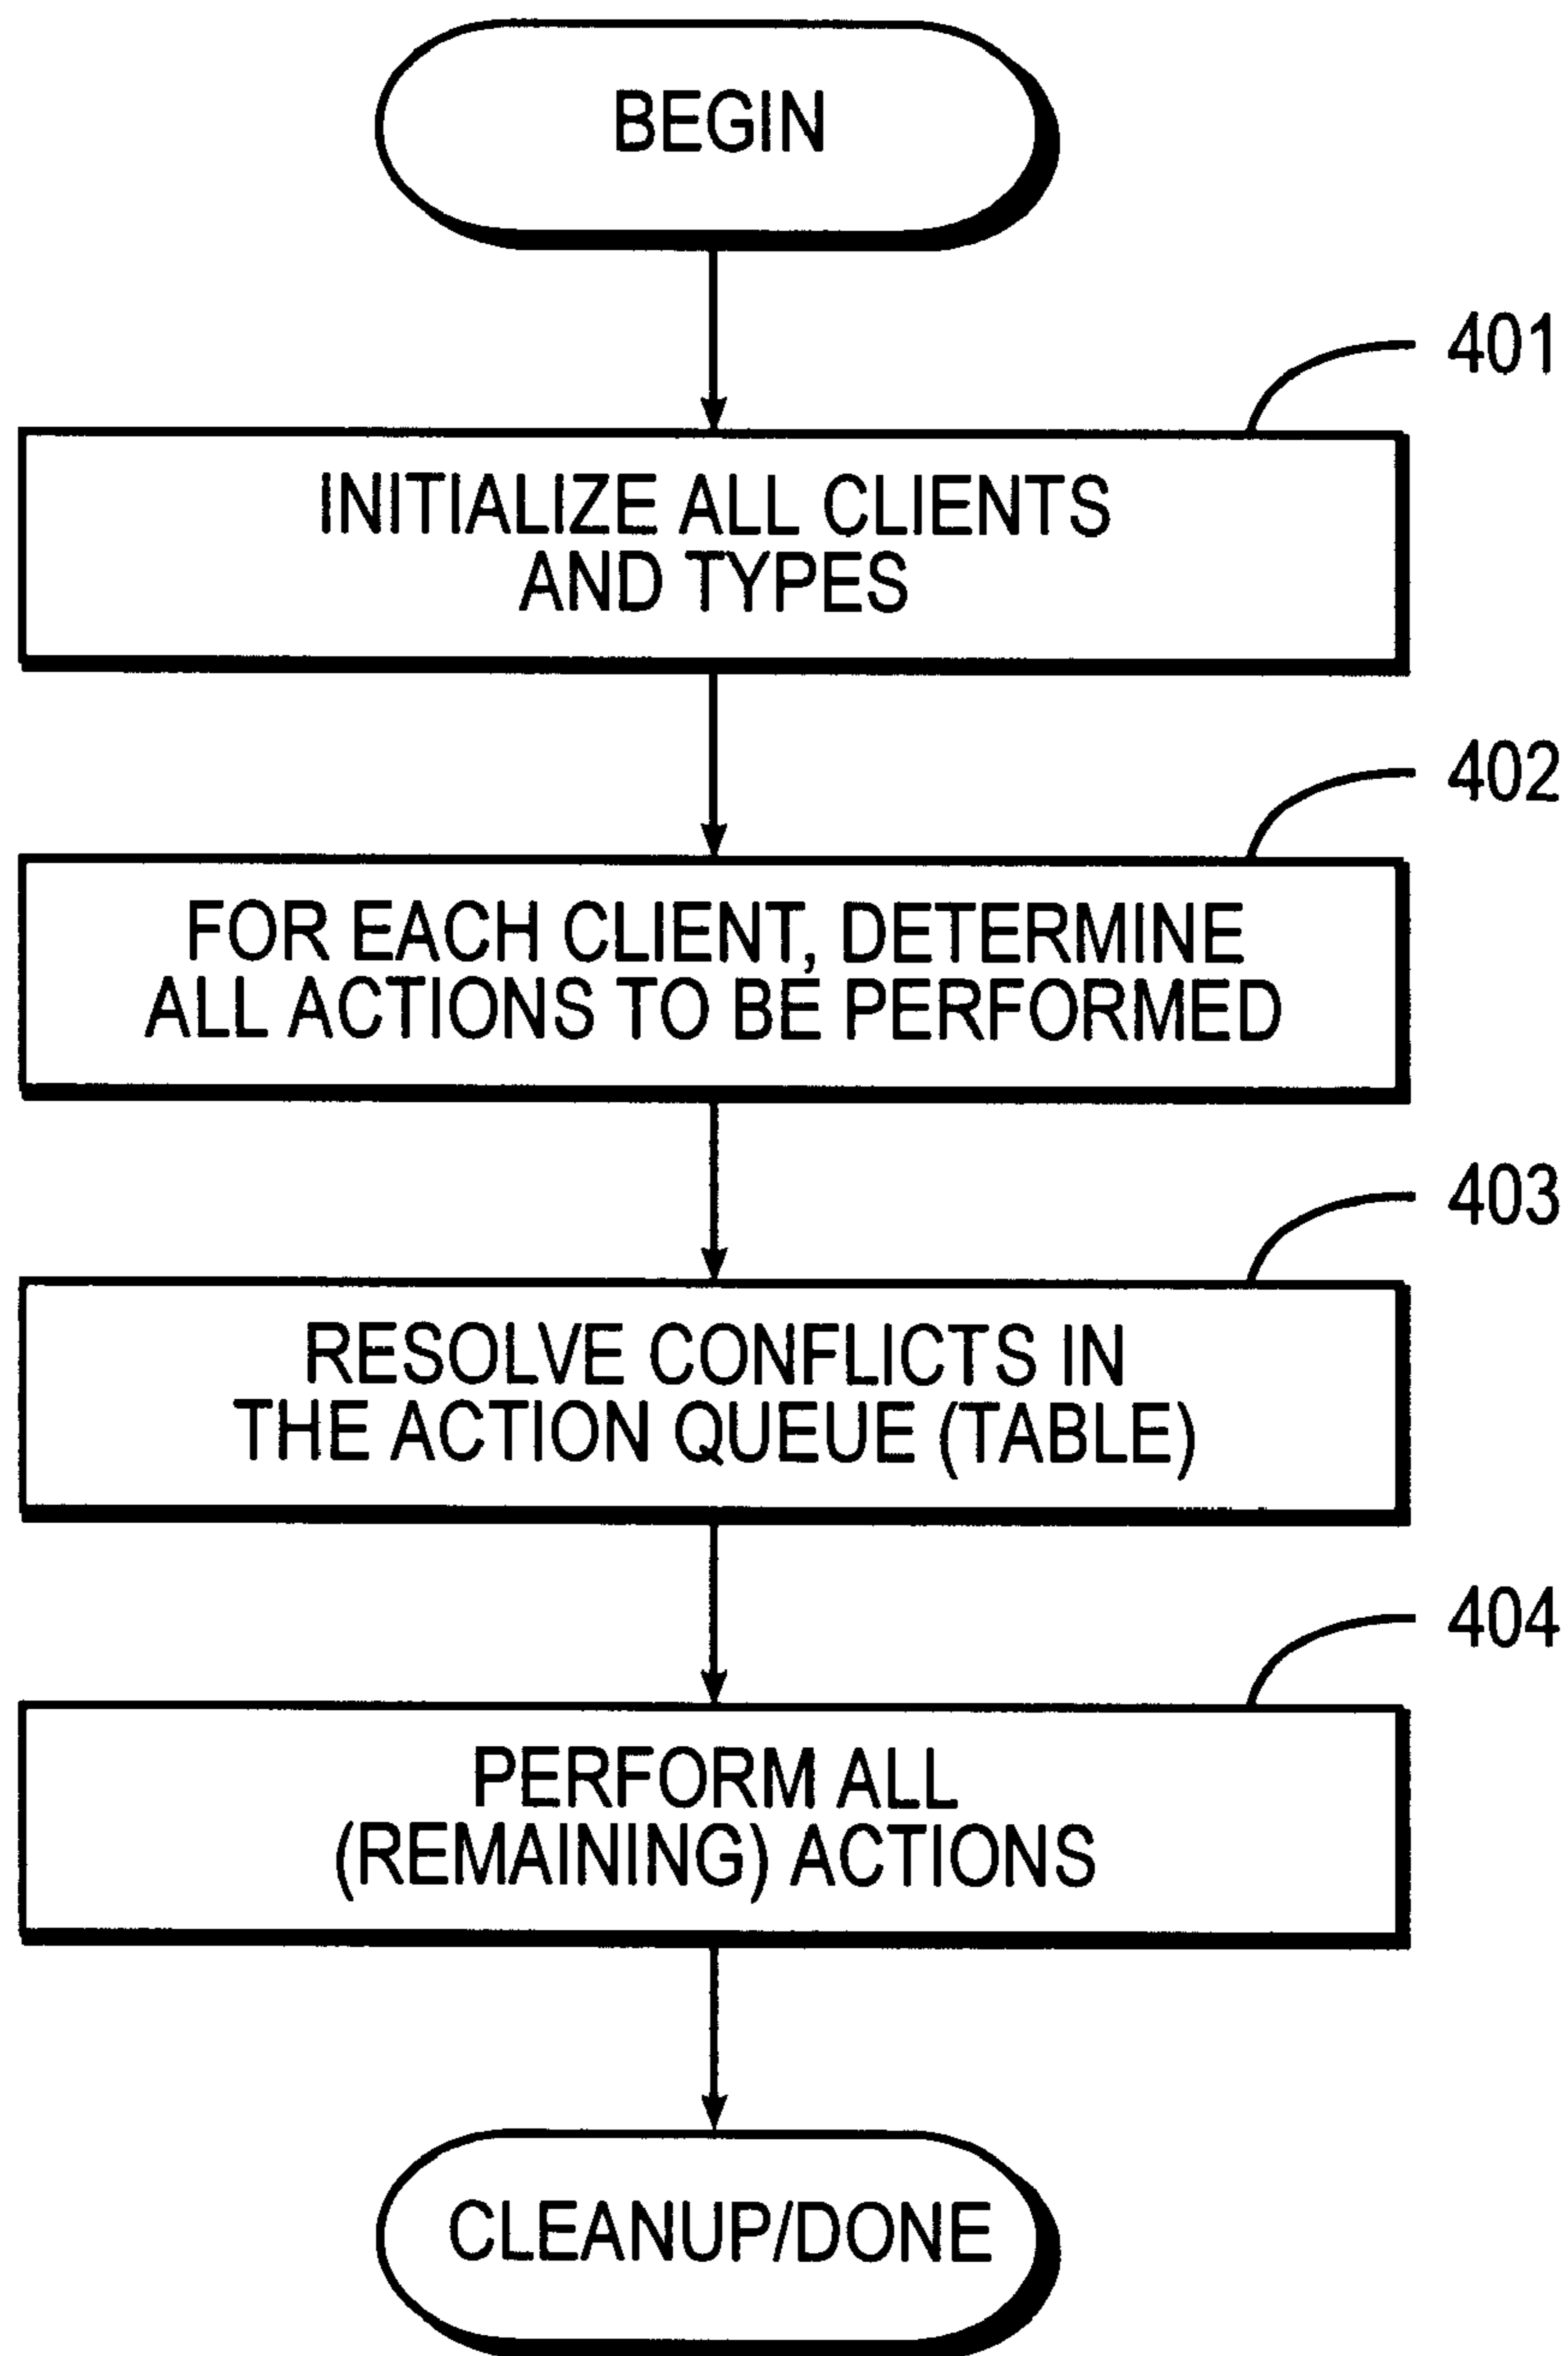 BEGIN
401
INITIALIZE ALL CLIENTS
AND TYPES
402
FOR EACH CLIENT, DETERMINE
ALL ACTIONS TO BE PERFORMED
403
RESOLVE CONFLICTS IN
THE ACTION QUEUE (TABLE)
404
PERFORM ALL
(REMAINING) ACTIONS
CLEANUP/DONE